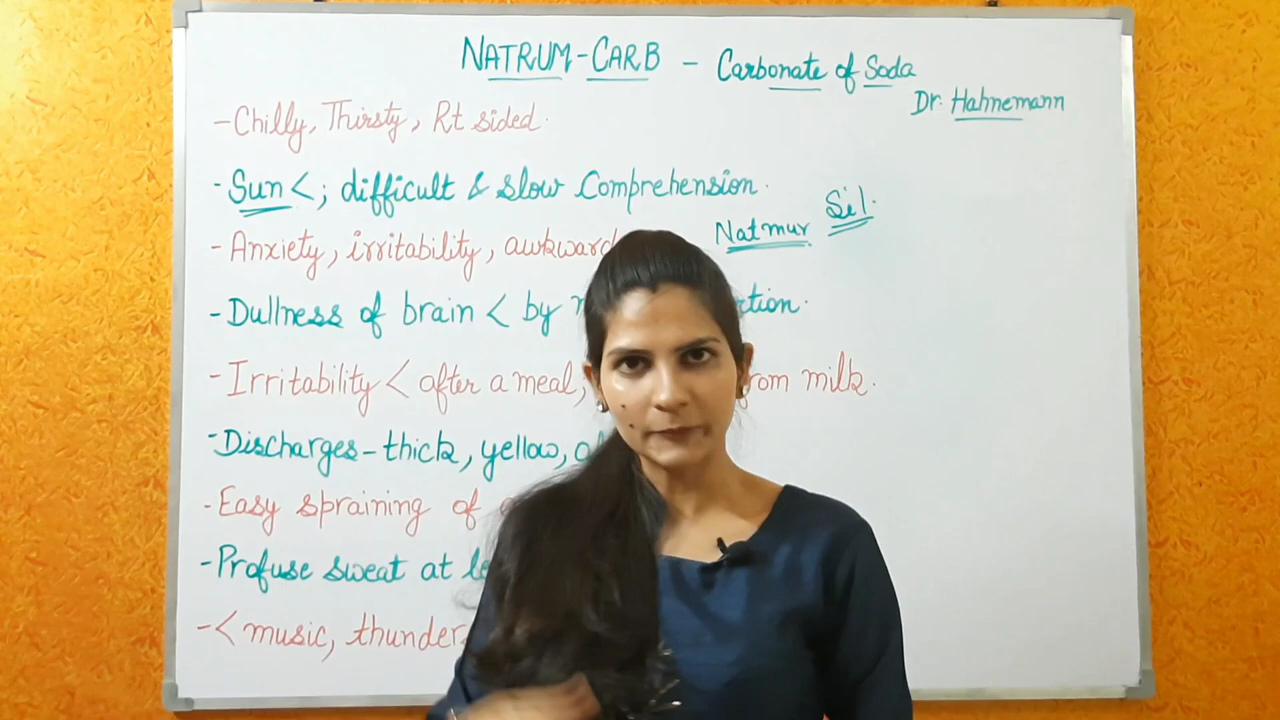 NATRUM-CARB - Carbonate of Soda
Dr. Hahnemann
-Chilly, Thirsty, Rt sided.
-Sun<; difficult & slow Comprehension.
Natmur Sil.
-Anxiety, irritability, awkward
-Dullness of brain < by
-Irritability < after a meal, from milk.
-Discharges-thick, yellow,
-Easy spraining of
-Profuse sweat at
-< music,